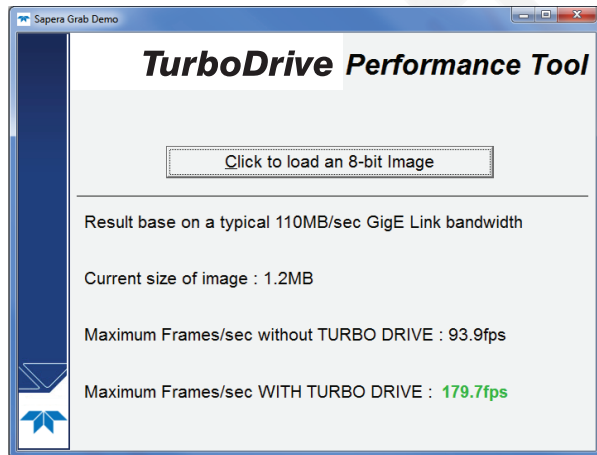 Sapera Grab Demo
TurboDrive Performance Tool
Click to load an 8-bit Image
Result base on a typical 110MB/sec GigE Link bandwidth
Current size of image : 1.2MB
Maximum Frames/sec without TURBO DRIVE : 93.9fps
Maximum Frames/sec WITH TURBO DRIVE : 179.7fps